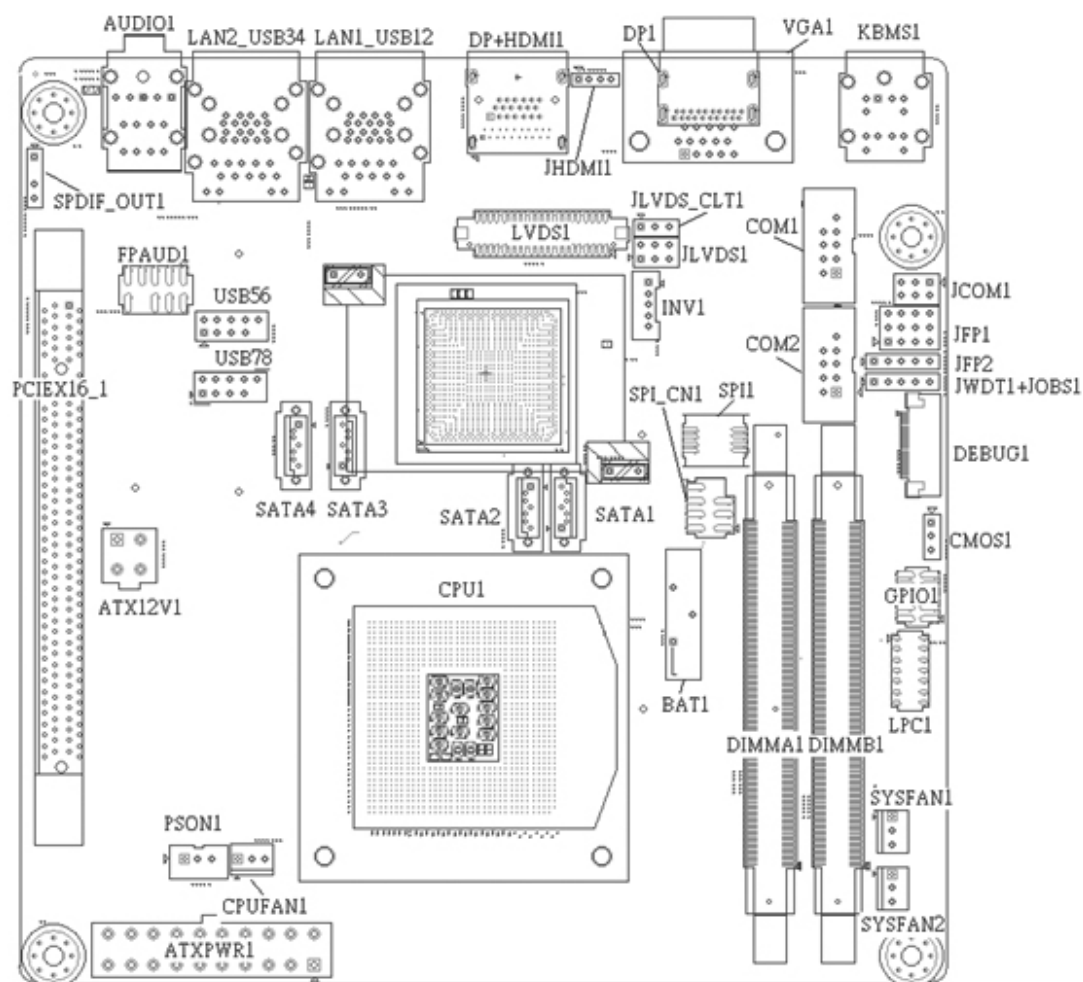 AUDIO1
LAN2_USB34
LAN1_USB12
DP+HDMI1
DP1
VGA1
KBMS1
JHDMI1
SPDIF_OUT1
JLVDS_CLT1
LVDS1
JLVDS1
COM1
FPAUD1
USB56
INV1
JCOM1
JFP1
COM2
JFP2
USB78
JWDT1+JOBS1
PCIEX16_1
SPI_CN1
SPI1
DEBUG1
SATA4
SATA3
SATA2
SATA1
CMOS1
CPU1
GPIO1
ATX12V1
BAT1
LPC1
DIMMA1
DIMMB1
SYSFAN1
PSON1
CPUFAN1
SYSFAN2
ATXPWR1